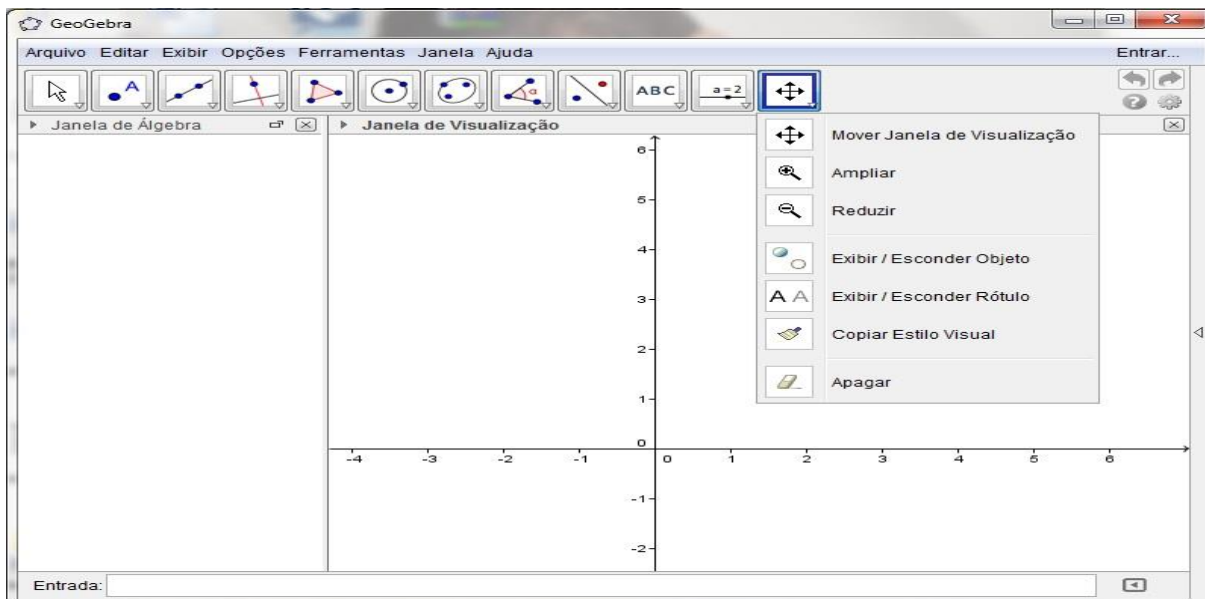 GeoGebra
Arquivo Editar Exibir Opções Ferramentas Janela Ajuda Entrar...
A ABC a=2 α
Janela de Álgebra Janela de Visualização
Mover Janela de Visualização
Ampliar
Reduzir
Exibir / Esconder Objeto
A A Exibir / Esconder Rótulo
Copiar Estilo Visual
Apagar
6
5
4
3
2
1
0
-4 -3 -2 -1 0 1 2 3 4 5 6
-1
-2
Entrada: